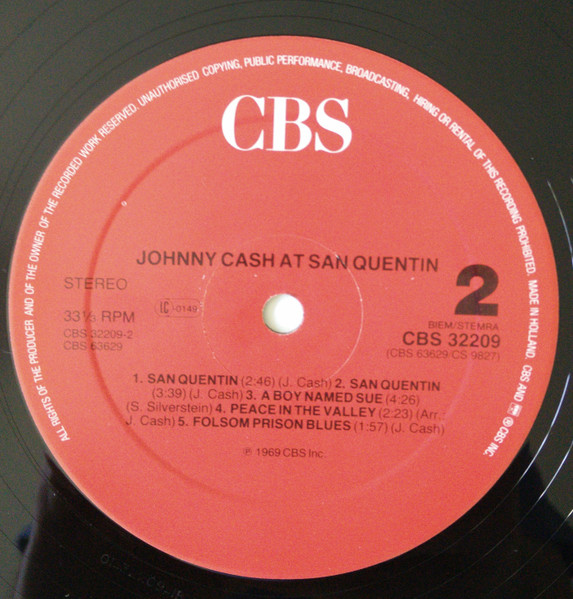 ALL RIGHTS OF THE PRODUCER AND OF THE OWNER OF THE RECORDED WORK RESERVED. UNAUTHORISED COPYING, PUBLIC PERFORMANCE, BROADCASTING, HIRING OR RENTAL OF THIS RECORDING PROHIBITED. MADE IN HOLLAND CBS AND ℗ CBS INC.
CBS
JOHNNY CASH AT SAN QUENTIN
STEREO
2
33⅓ RPM
LC-0149
BIEM/STEMRA
CBS 32209-2
CBS 32209
CBS 63629
(CBS 63629/CS 9827)
1. SAN QUENTIN (2:46) (J. Cash) 2. SAN QUENTIN
(3:39) (J. Cash) 3. A BOY NAMED SUE (4:26)
(S. Silverstein) 4. PEACE IN THE VALLEY (2:23) (Arr.:
J. Cash) 5. FOLSOM PRISON BLUES (1:57) (J. Cash)
℗ 1969 CBS Inc.